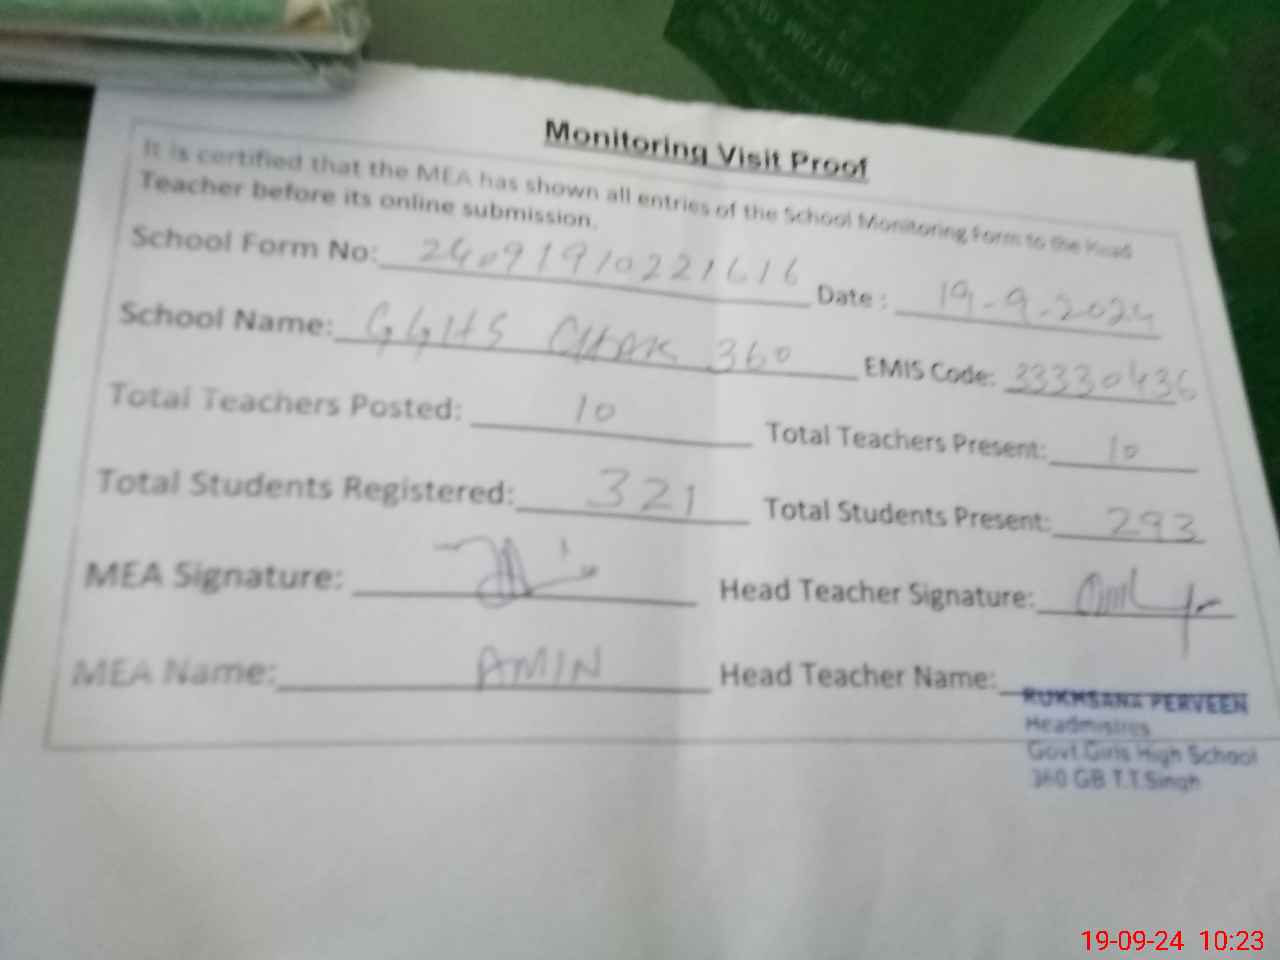 Monitoring Visit Proof
It is certified that the MEA has shown all entries of the School Monitoring Form to the Head
Teacher before its online submission.
School Form No: 24091910221616 Date : 19-9-2024
School Name: GGHS CHAK 360 EMIS Code: 33330436
Total Teachers Posted: 10 Total Teachers Present: 10
Total Students Registered: 321 Total Students Present: 293
MEA Signature: Head Teacher Signature:
MEA Name: AMIN Head Teacher Name:
RUKHSANA PERVEEN
Headmistres
Govt.Girls High School
360 GB T.T.Singh
19-09-24 10:23